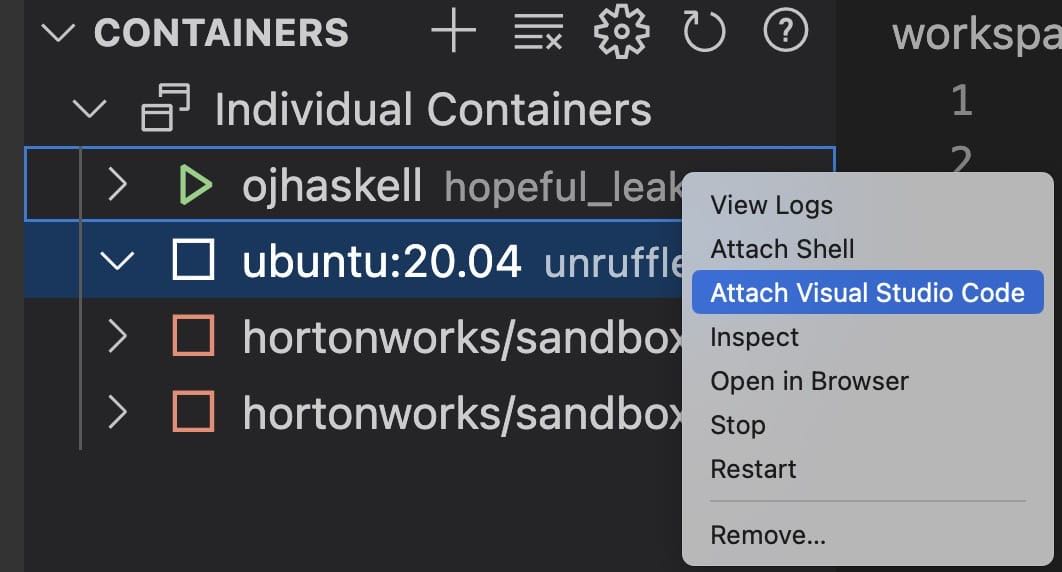 CONTAINERS
workspa
Individual Containers
1
2
ojhaskell hopeful_leak
ubuntu:20.04 unruffle
hortonworks/sandbox
hortonworks/sandbox
View Logs
Attach Shell
Attach Visual Studio Code
Inspect
Open in Browser
Stop
Restart
Remove...